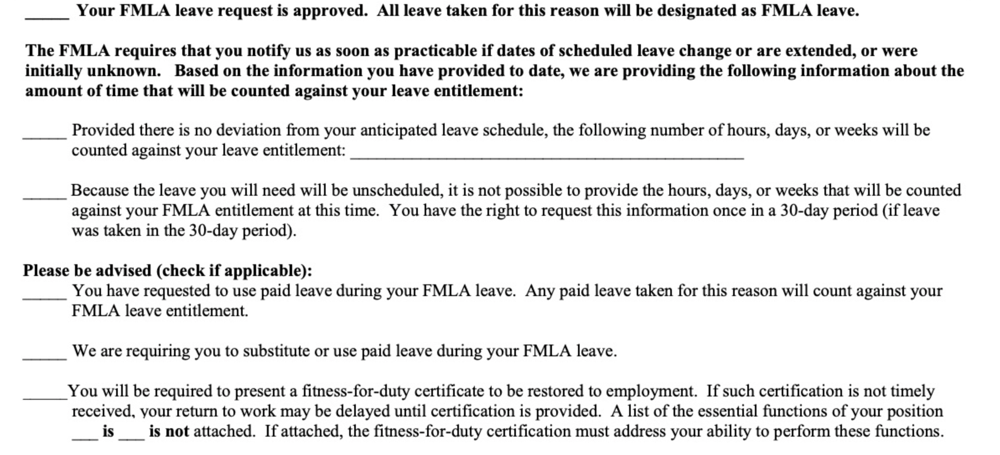 _____ Your FMLA leave request is approved.  All leave taken for this reason will be designated as FMLA leave.
The FMLA requires that you notify us as soon as practicable if dates of scheduled leave change or are extended, or were
initially unknown.   Based on the information you have provided to date, we are providing the following information about the
amount of time that will be counted against your leave entitlement:
_____ Provided there is no deviation from your anticipated leave schedule, the following number of hours, days, or weeks will be
counted against your leave entitlement: _____________________________________________
_____ Because the leave you will need will be unscheduled, it is not possible to provide the hours, days, or weeks that will be counted
against your FMLA entitlement at this time.  You have the right to request this information once in a 30-day period (if leave
was taken in the 30-day period).
Please be advised (check if applicable):
_____ You have requested to use paid leave during your FMLA leave.  Any paid leave taken for this reason will count against your
FMLA leave entitlement.
_____ We are requiring you to substitute or use paid leave during your FMLA leave.
_____You will be required to present a fitness-for-duty certificate to be restored to employment.  If such certification is not timely
received, your return to work may be delayed until certification is provided.  A list of the essential functions of your position
___ is ___ is not attached.  If attached, the fitness-for-duty certification must address your ability to perform these functions.